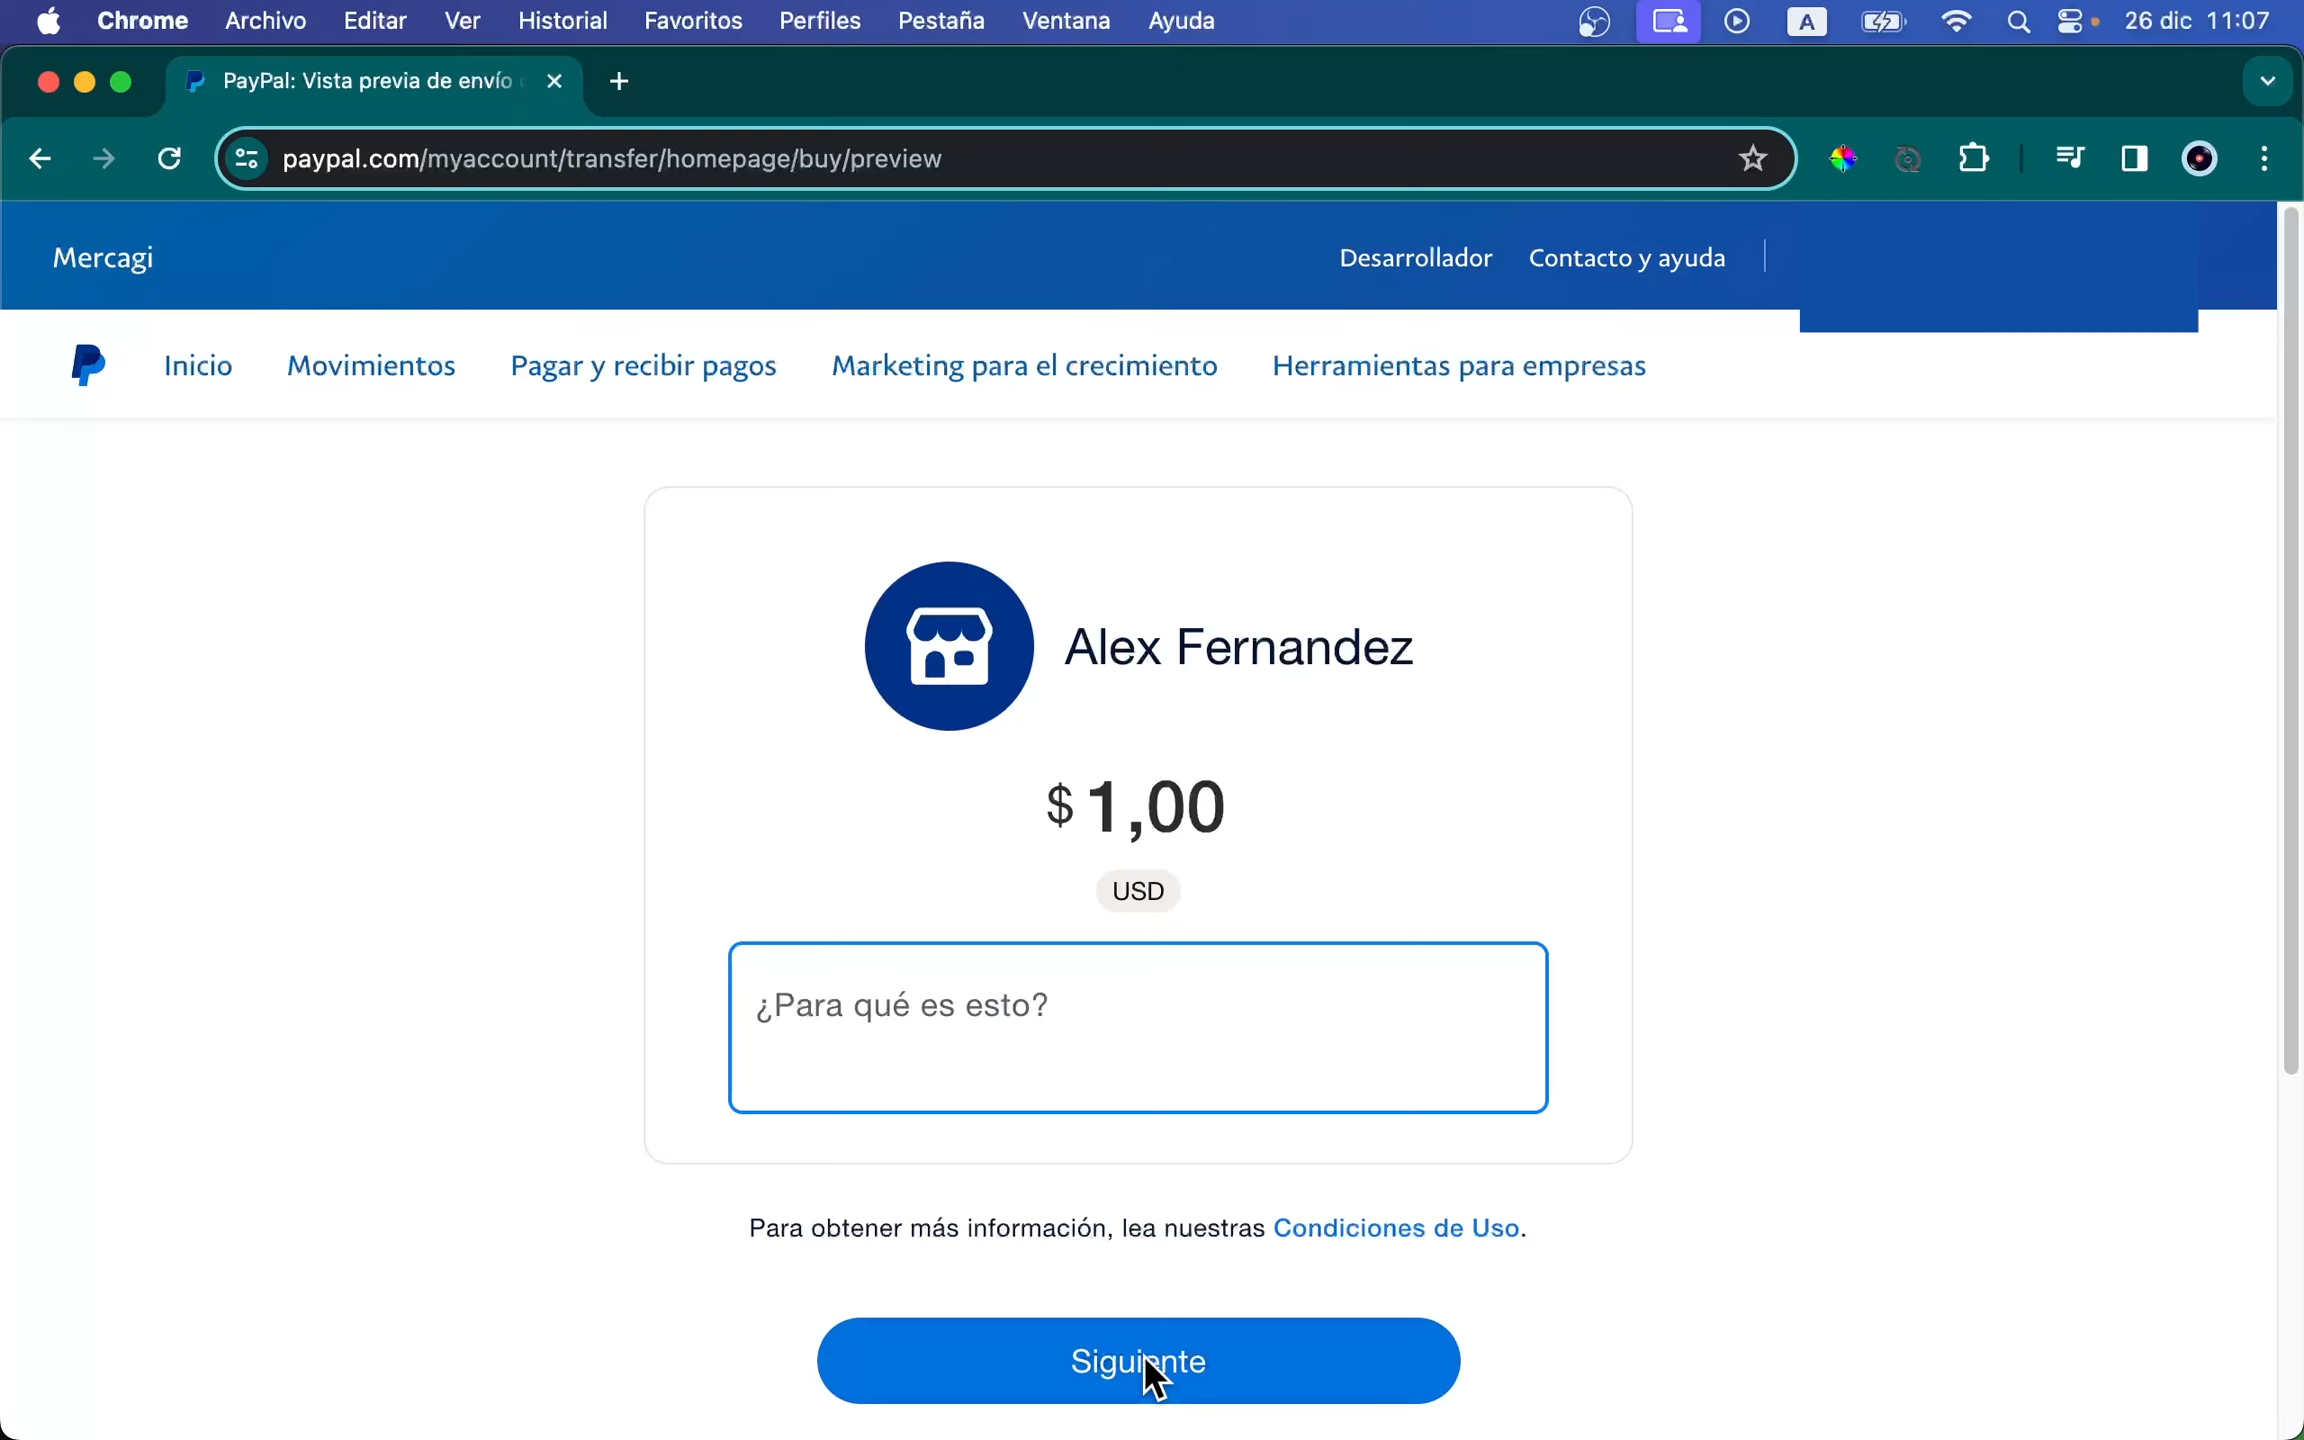 Chrome Archivo Editar Ver Historial Favoritos Perfiles Pestaña Ventana Ayuda A 26 dic 11:07
PayPal: Vista previa de envío
paypal.com/myaccount/transfer/homepage/buy/preview
Mercagi Desarrollador Contacto y ayuda
Inicio Movimientos Pagar y recibir pagos Marketing para el crecimiento Herramientas para empresas
Alex Fernandez
$ 1,00
USD
¿Para qué es esto?
Para obtener más información, lea nuestras Condiciones de Uso.
Siguiente